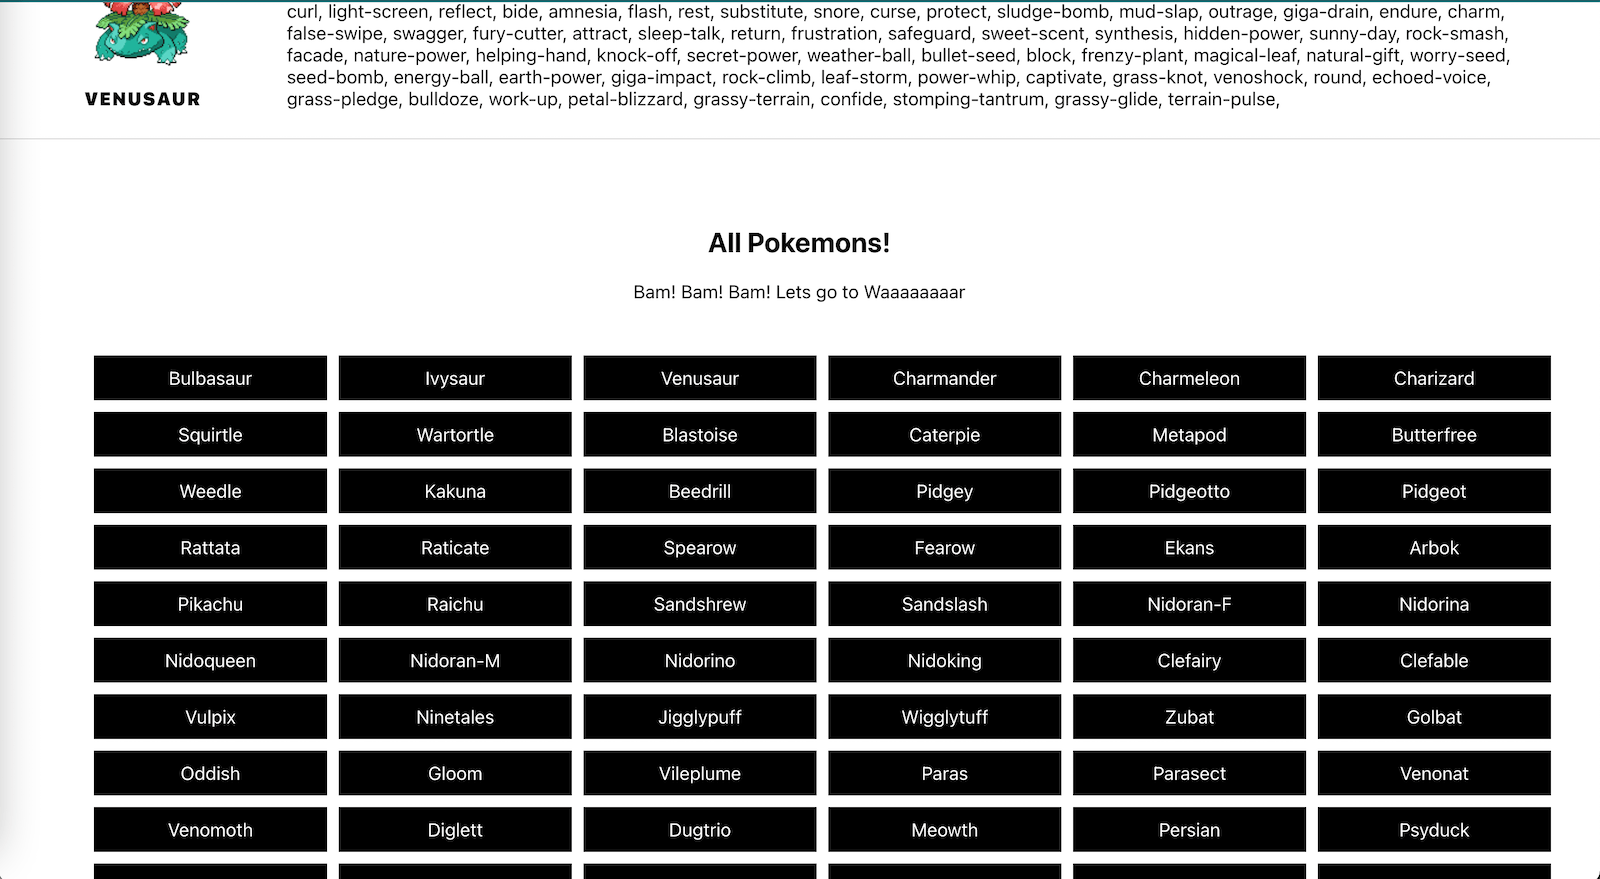 curl, light-screen, reflect, bide, amnesia, flash, rest, substitute, snore, curse, protect, sludge-bomb, mud-slap, outrage, giga-drain, endure, charm,
false-swipe, swagger, fury-cutter, attract, sleep-talk, return, frustration, safeguard, sweet-scent, synthesis, hidden-power, sunny-day, rock-smash,
facade, nature-power, helping-hand, knock-off, secret-power, weather-ball, bullet-seed, block, frenzy-plant, magical-leaf, natural-gift, worry-seed,
seed-bomb, energy-ball, earth-power, giga-impact, rock-climb, leaf-storm, power-whip, captivate, grass-knot, venoshock, round, echoed-voice,
grass-pledge, bulldoze, work-up, petal-blizzard, grassy-terrain, confide, stomping-tantrum, grassy-glide, terrain-pulse,
VENUSAUR
All Pokemons!
Bam! Bam! Bam! Lets go to Waaaaaaaar
Bulbasaur Ivysaur Venusaur Charmander Charmeleon Charizard
Squirtle Wartortle Blastoise Caterpie Metapod Butterfree
Weedle Kakuna Beedrill Pidgey Pidgeotto Pidgeot
Rattata Raticate Spearow Fearow Ekans Arbok
Pikachu Raichu Sandshrew Sandslash Nidoran-F Nidorina
Nidoqueen Nidoran-M Nidorino Nidoking Clefairy Clefable
Vulpix Ninetales Jigglypuff Wigglytuff Zubat Golbat
Oddish Gloom Vileplume Paras Parasect Venonat
Venomoth Diglett Dugtrio Meowth Persian Psyduck